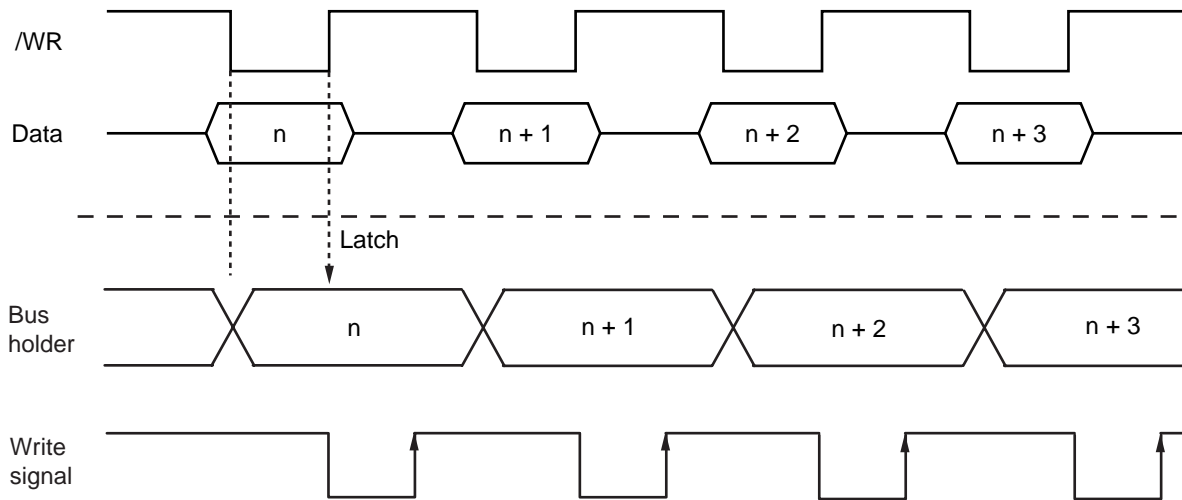 /WR
Data
n
n + 1
n + 2
n + 3
Latch
Bus
holder
n
n + 1
n + 2
n + 3
Write
signal